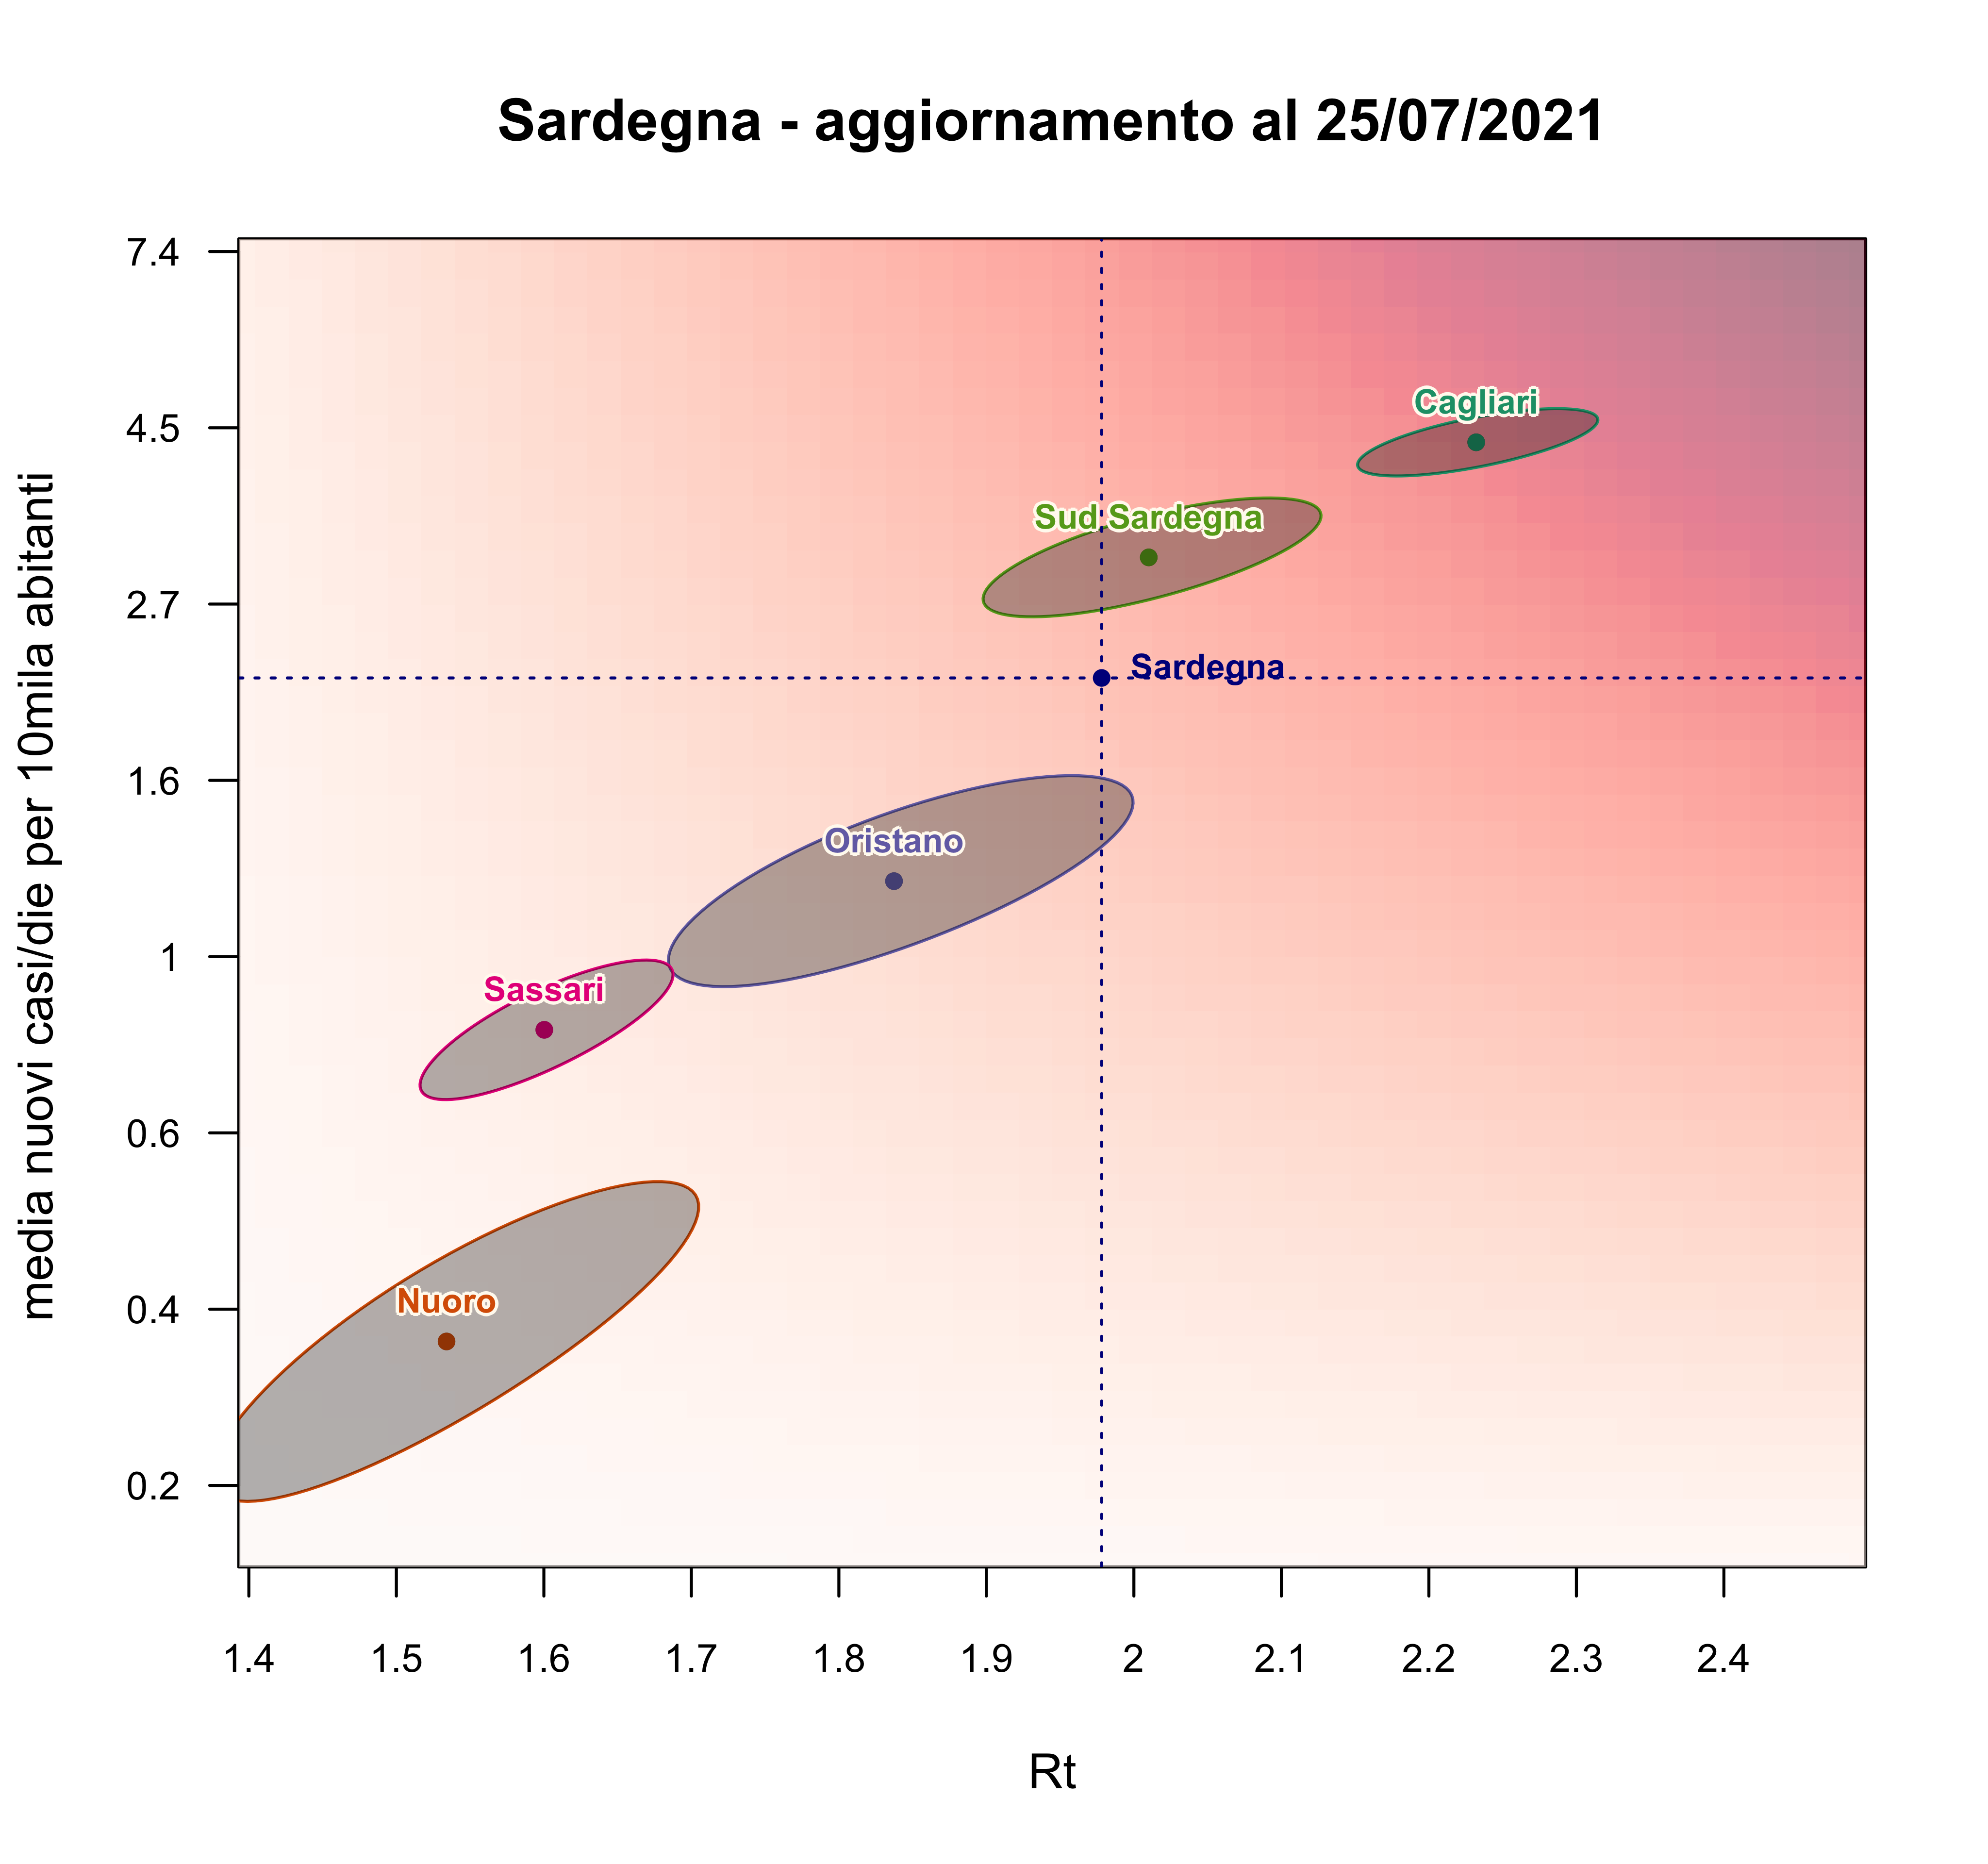 Sardegna - aggiornamento al 25/07/2021
media nuovi casi/die per 10mila abitanti
7.4
4.5
2.7
1.6
1
0.6
0.4
0.2
Cagliari
Sud Sardegna
Sardegna
Oristano
Sassari
Nuoro
1.4 1.5 1.6 1.7 1.8 1.9 2 2.1 2.2 2.3 2.4
Rt